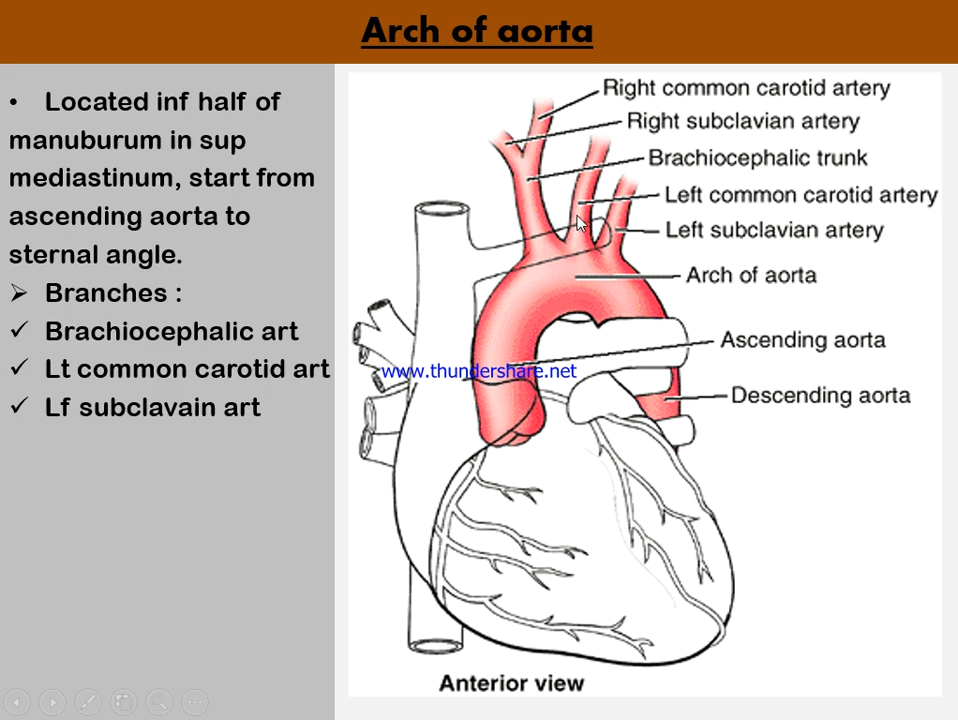 Arch of aorta
• Located inf half of
manuburum in sup
mediastinum, start from
ascending aorta to
sternal angle.
➢ Branches :
✓ Brachiocephalic art
✓ Lt common carotid art
✓ Lf subclavain art
Right common carotid artery
Right subclavian artery
Brachiocephalic trunk
Left common carotid artery
Left subclavian artery
Arch of aorta
Ascending aorta
www.thundershare.net
Descending aorta
Anterior view